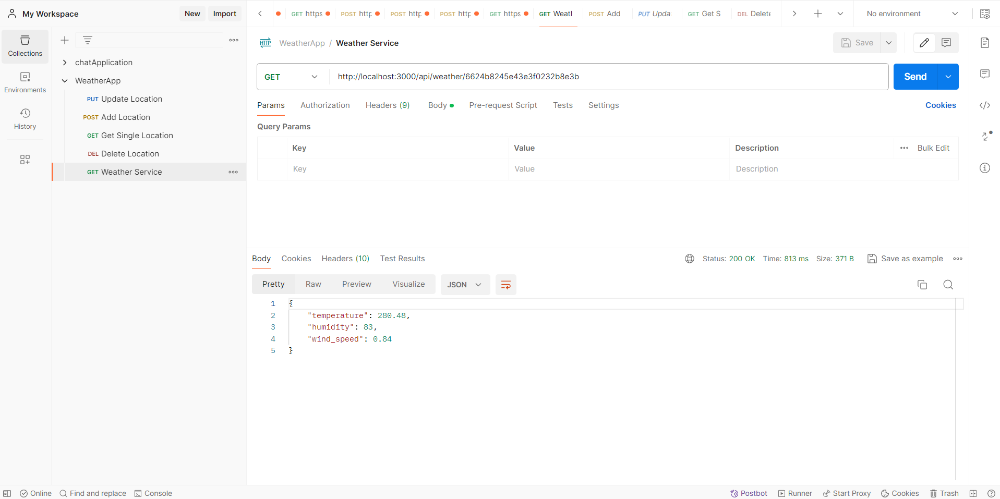 My Workspace
New
Import
GET https
POST http
POST http
POST http
GET https
GET Weath
POST Add
PUT Upda
GET Get S
DEL Delete
No environment
Collections
Environments
History
chatApplication
WeatherApp
PUT Update Location
POST Add Location
GET Get Single Location
DEL Delete Location
GET Weather Service
HTTP WeatherApp / Weather Service
Save
GET http://localhost:3000/api/weather/6624b8245e43e3f0232b8e3b
Send
Params Authorization Headers (9) Body Pre-request Script Tests Settings Cookies
Query Params
Key Value Description Bulk Edit
Key Value Description
Body Cookies Headers (10) Test Results Status: 200 OK Time: 813 ms Size: 371 B Save as example
Pretty Raw Preview Visualize JSON
1 {
2 "temperature": 280.48,
3 "humidity": 83,
4 "wind_speed": 0.84
5 }
Online Find and replace Console Postbot Runner Start Proxy Cookies Trash